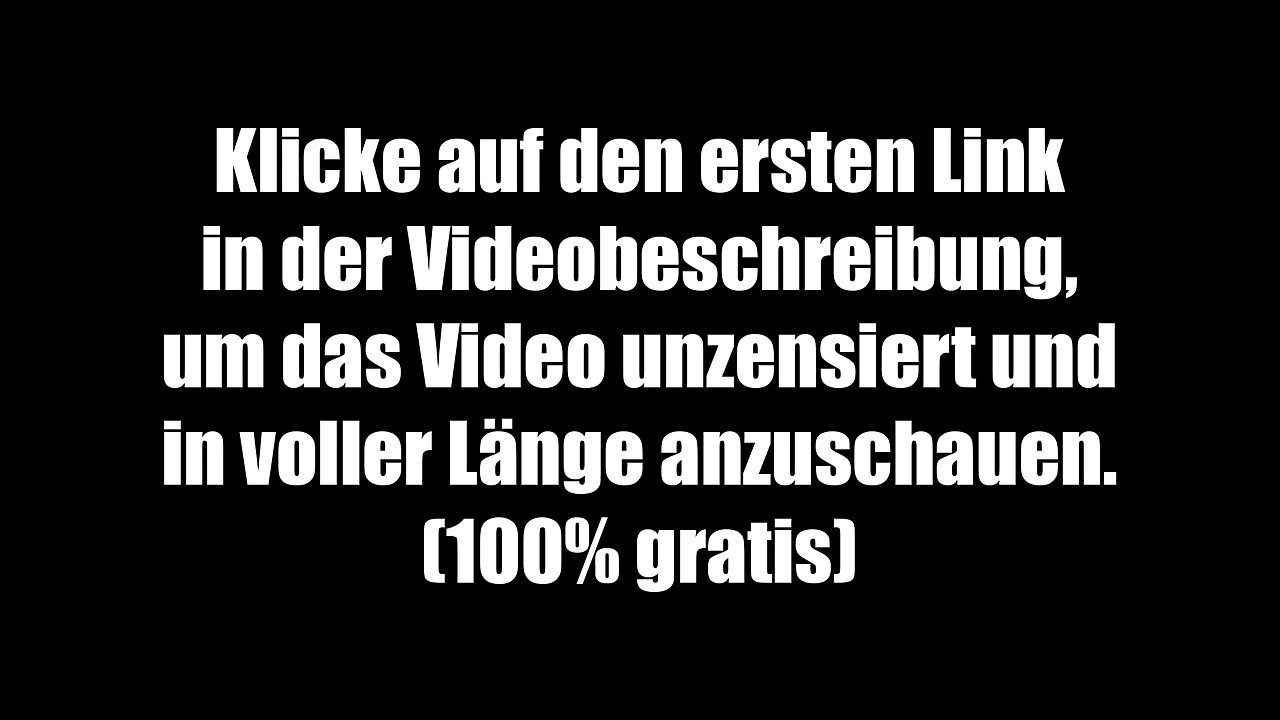 Klicke auf den ersten Link
in der Videobeschreibung,
um das Video unzensiert und
in voller Länge anzuschauen.
(100% gratis)